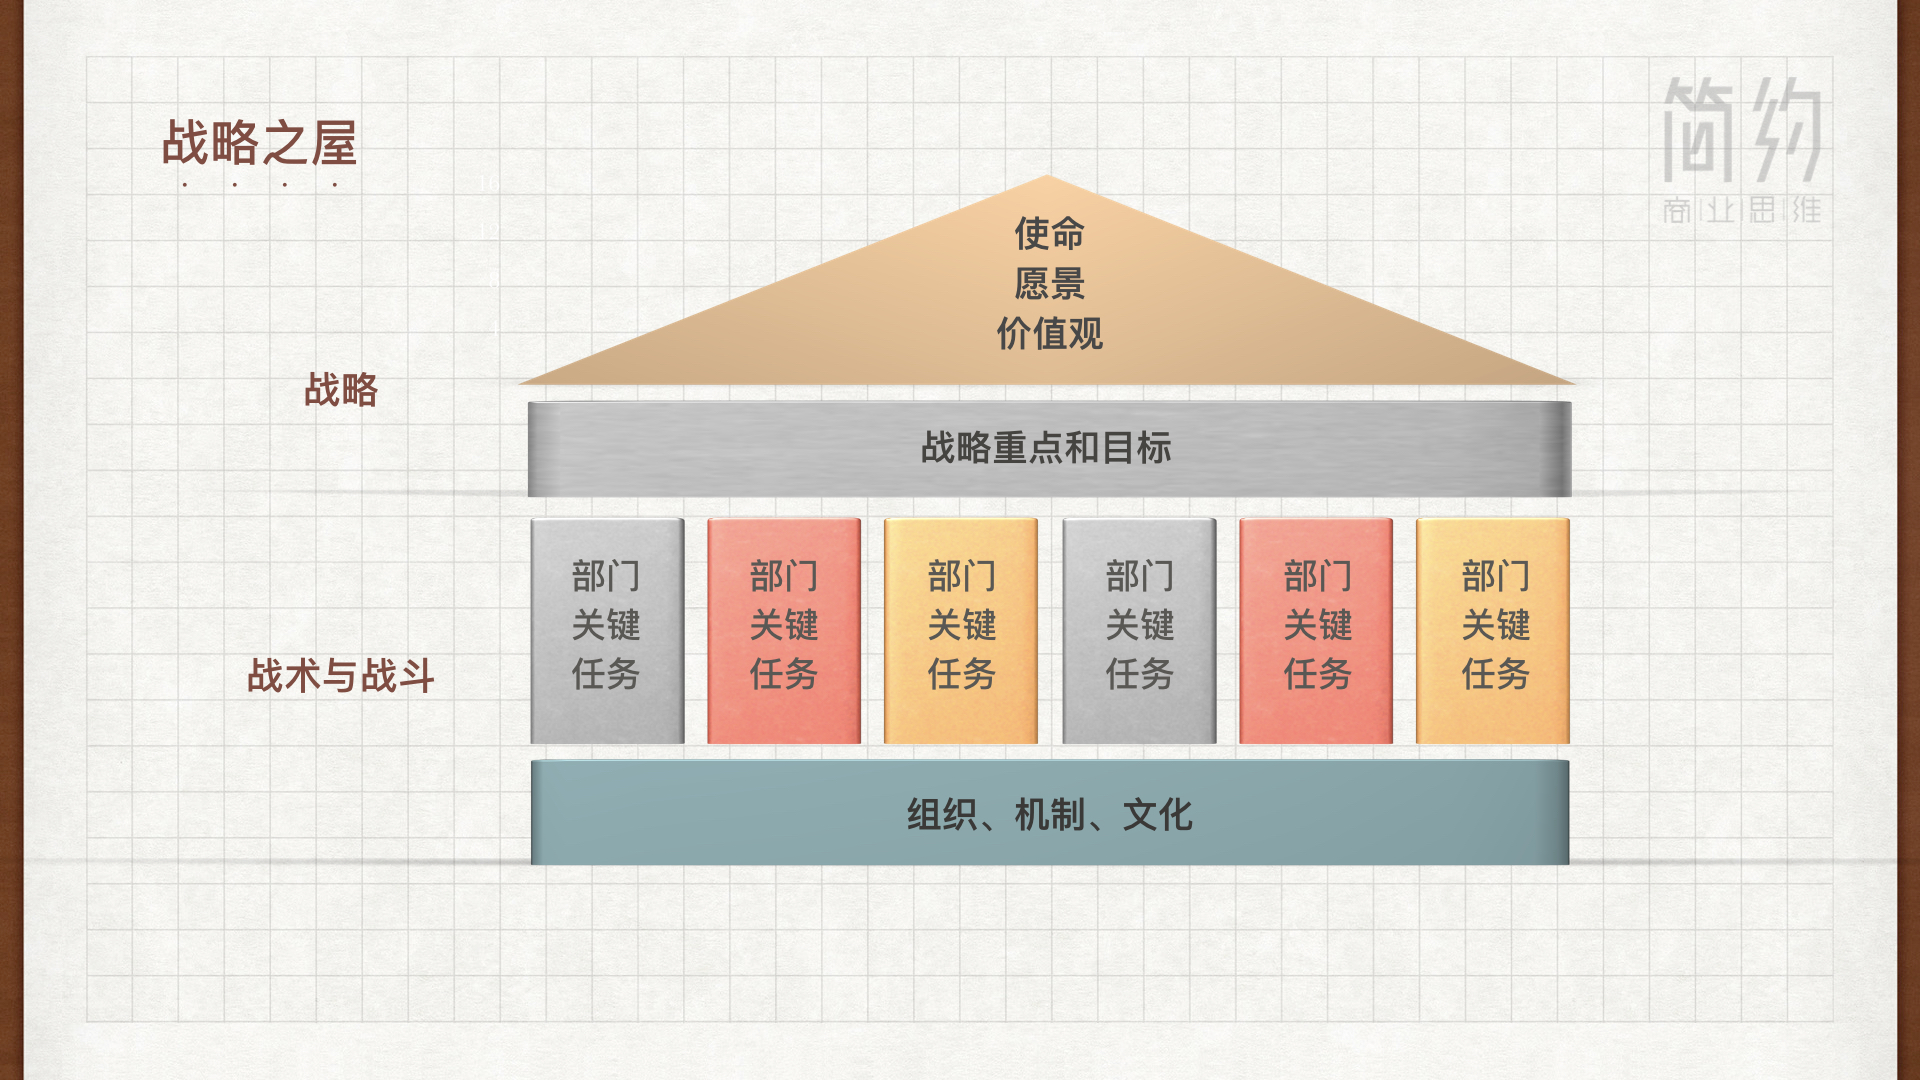 战略之屋
简约
商业思维
使命
愿景
价值观
战略
战略重点和目标
部门
关键
任务
部门
关键
任务
部门
关键
任务
部门
关键
任务
部门
关键
任务
部门
关键
任务
战术与战斗
组织、机制、文化